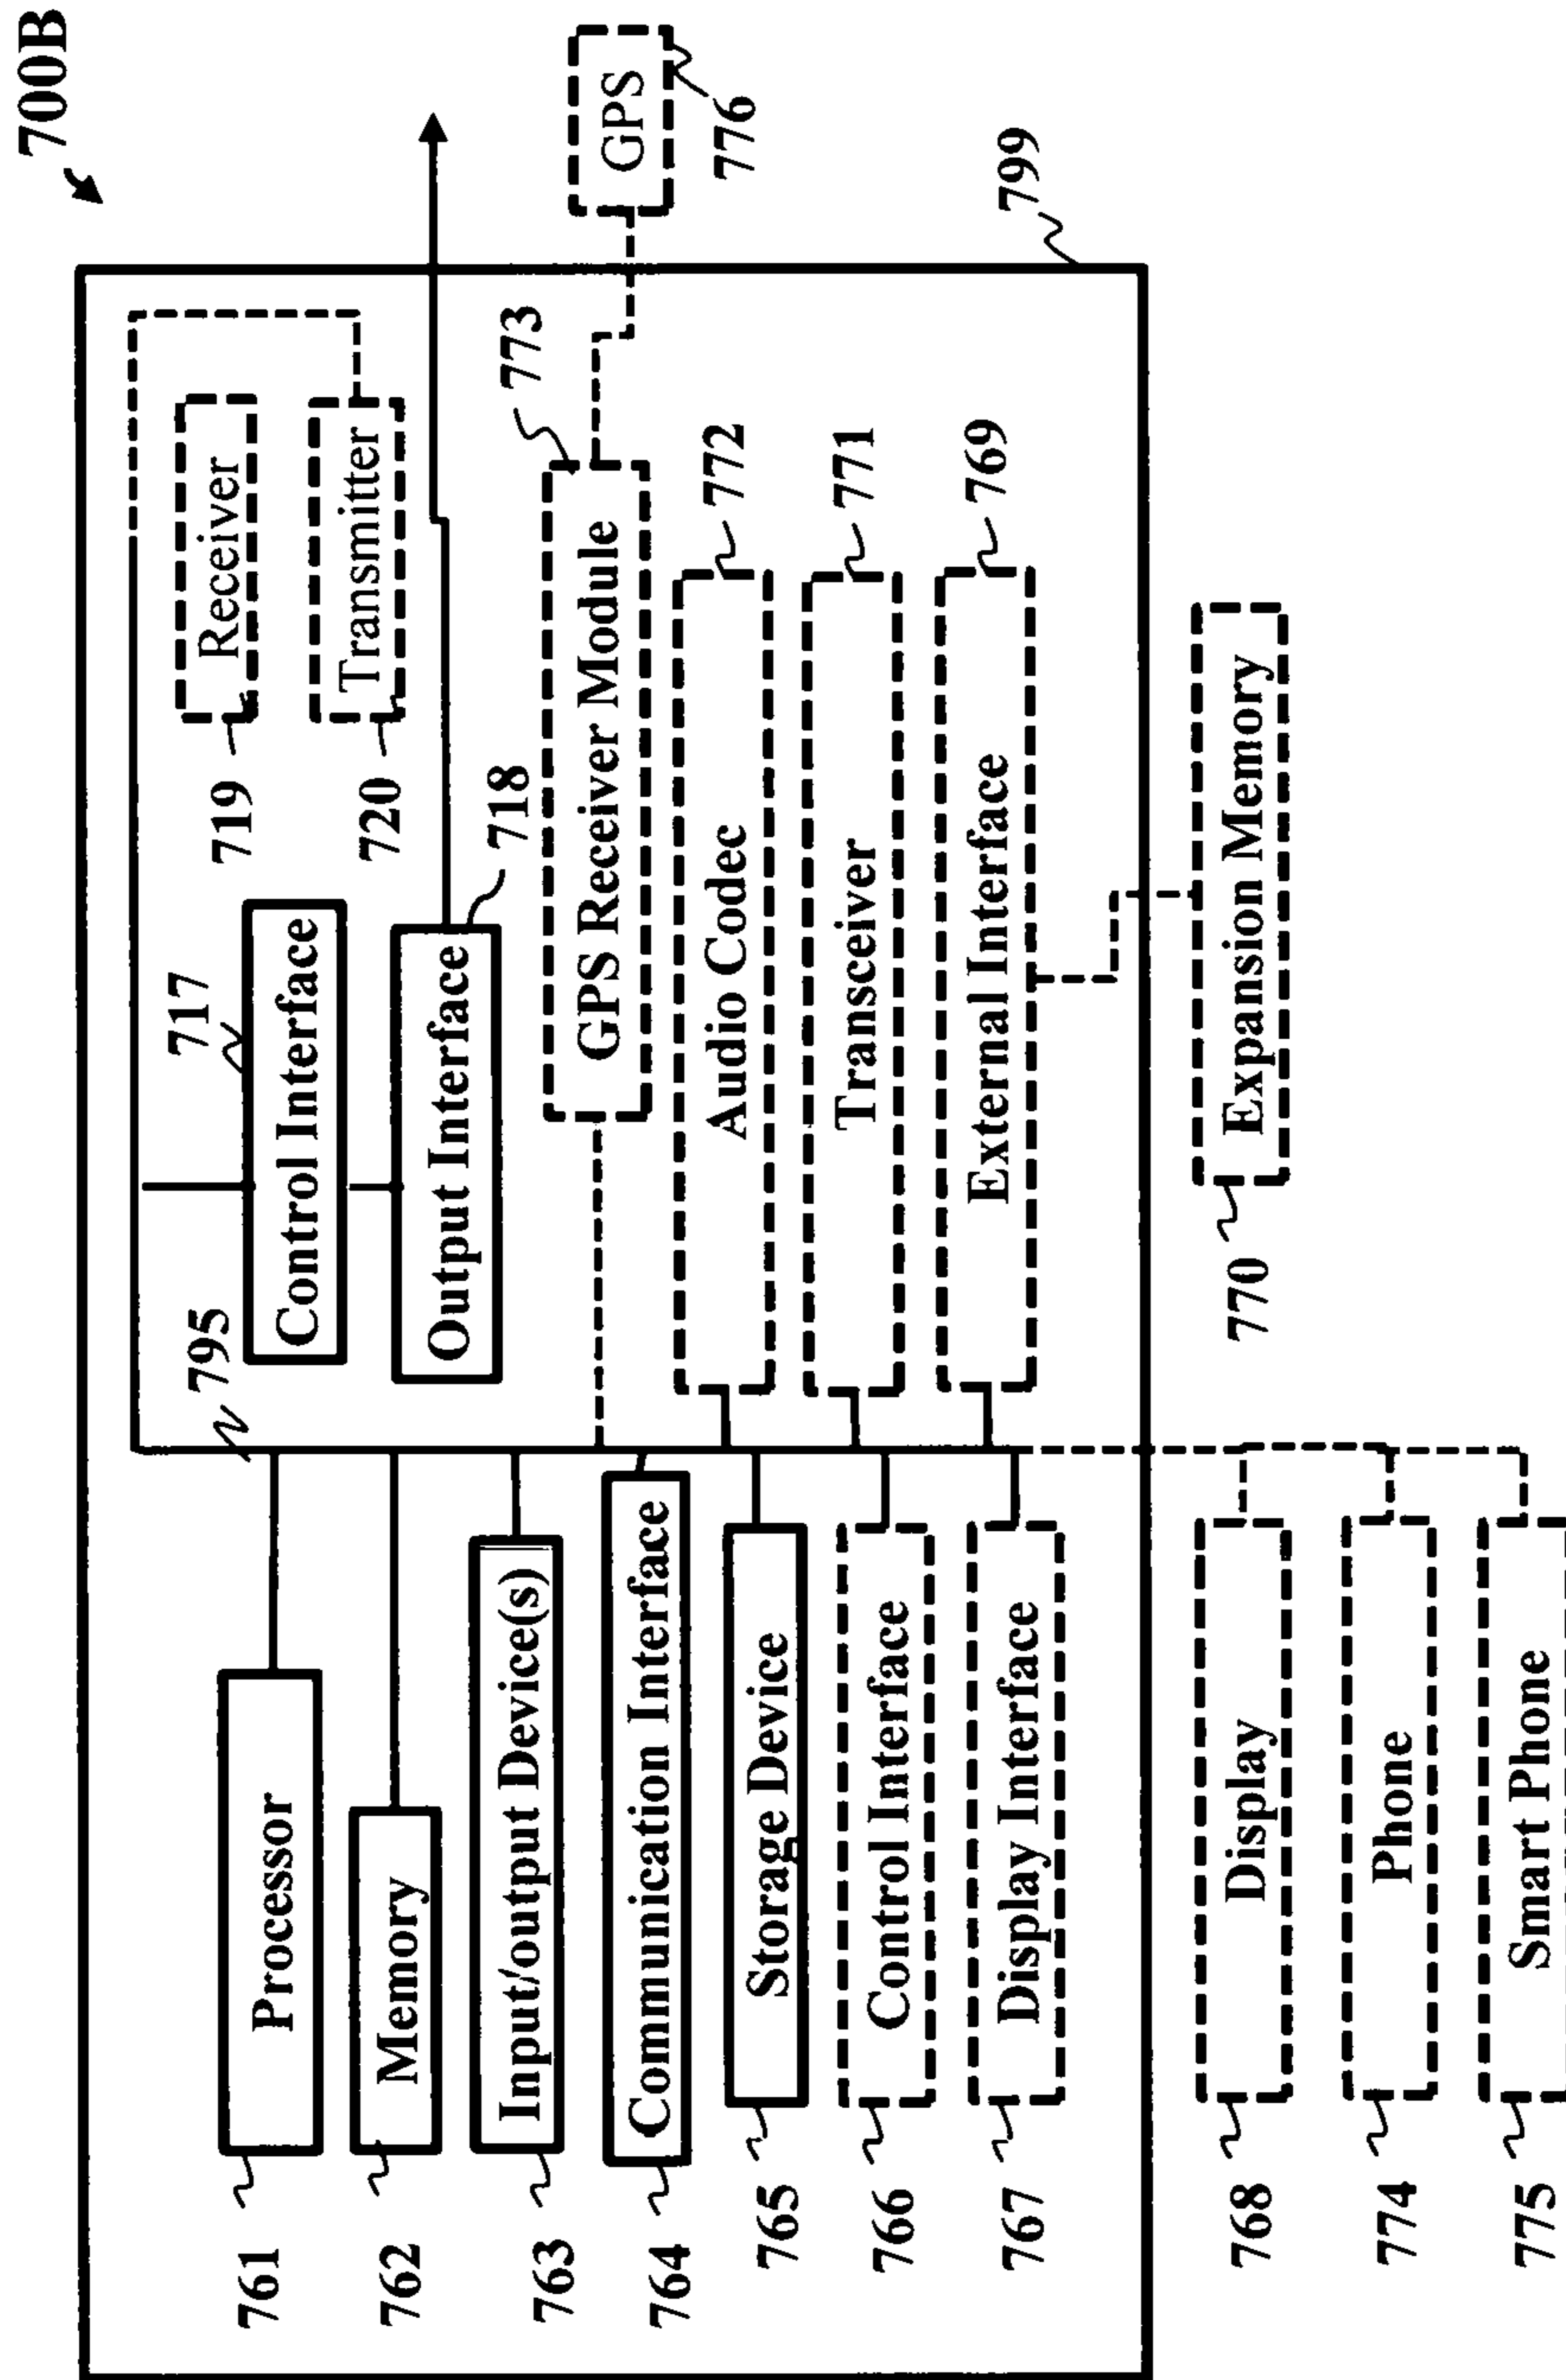 700B
795
717
Control Interface
719
Receiver
720
Transmitter
Output Interface
718
761
Processor
762
Memory
763
Input/output Device(s)
764
Communication Interface
765
Storage Device
766
Control Interface
767
Display Interface
773
GPS Receiver Module
GPS
776
Audio Codec
772
Transceiver
771
External Interface
769
799
768
Display
774
Phone
775
Smart Phone
770
Expansion Memory